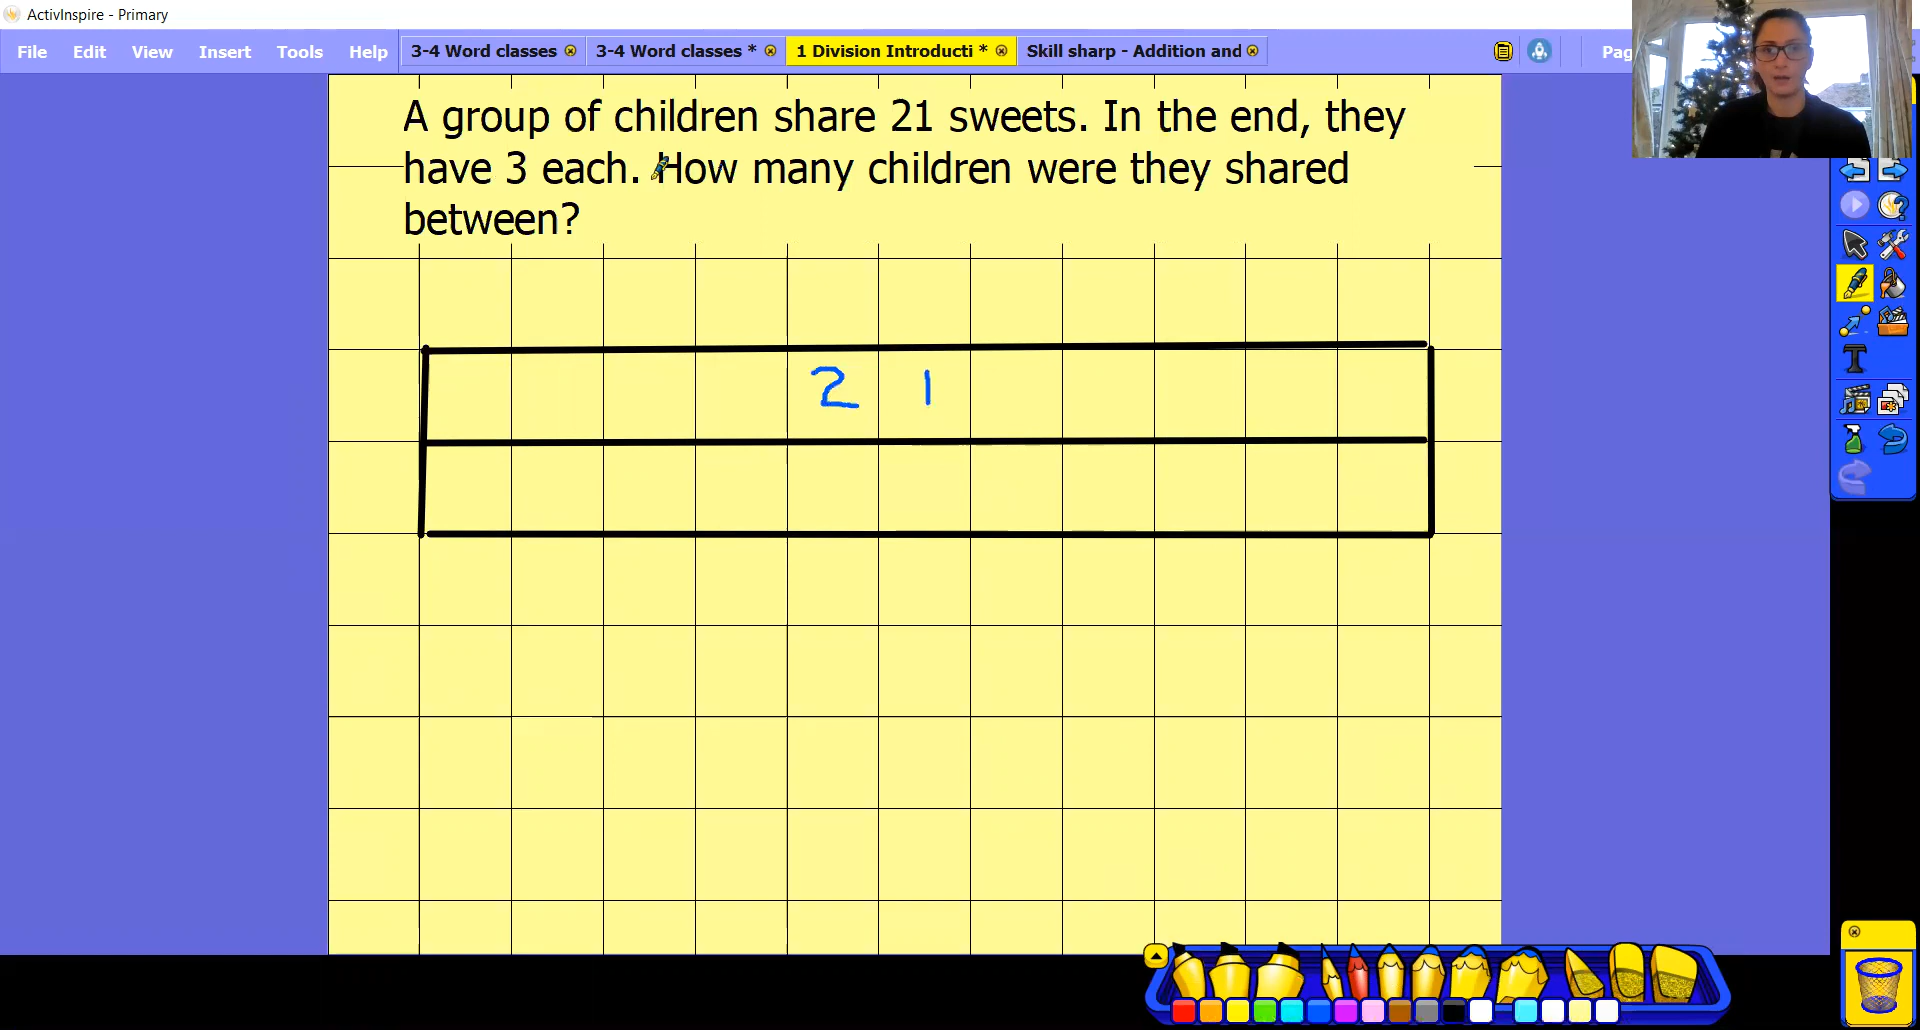 ActivInspire - Primary
File Edit View Insert Tools Help 3-4 Word classes 3-4 Word classes * 1 Division Introducti * Skill sharp - Addition and Pag
A group of children share 21 sweets. In the end, they
have 3 each. How many children were they shared
between?
2 1